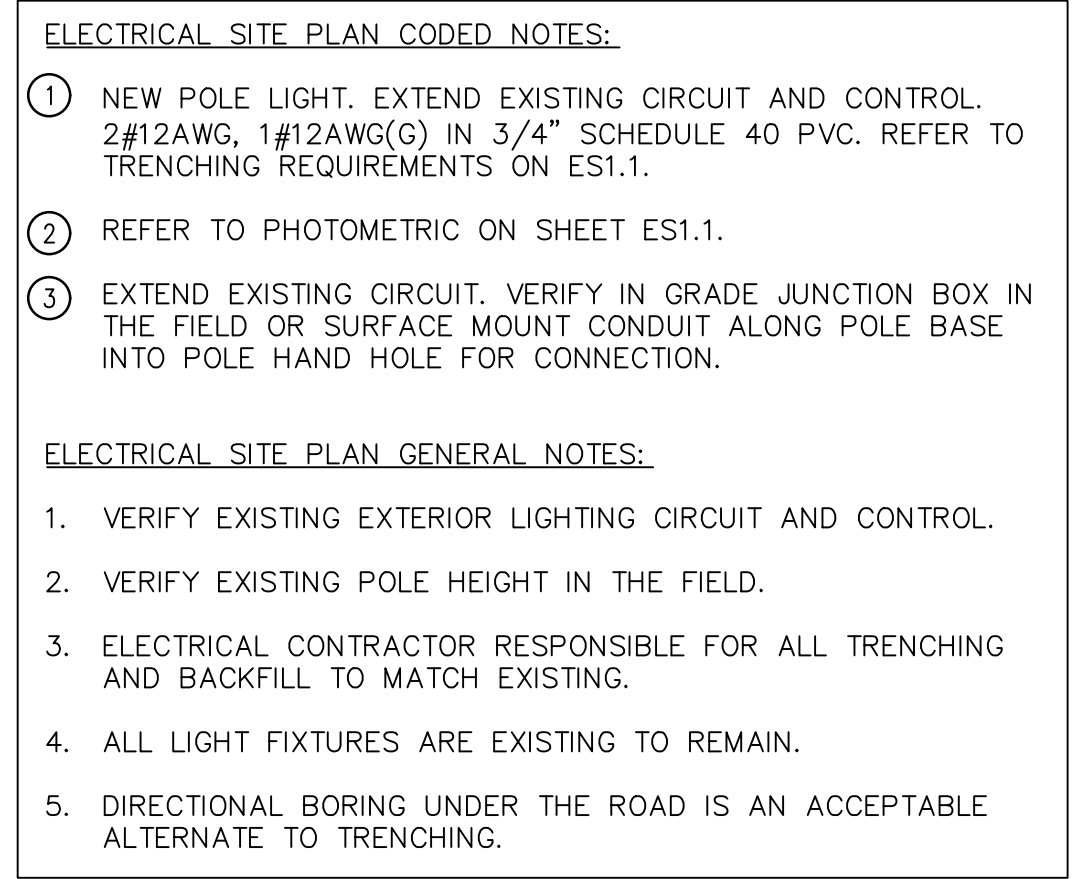 ELECTRICAL SITE PLAN CODED NOTES:
1 NEW POLE LIGHT. EXTEND EXISTING CIRCUIT AND CONTROL.
2#12AWG, 1#12AWG(G) IN 3/4” SCHEDULE 40 PVC. REFER TO
TRENCHING REQUIREMENTS ON ES1.1.
2 REFER TO PHOTOMETRIC ON SHEET ES1.1.
3 EXTEND EXISTING CIRCUIT. VERIFY IN GRADE JUNCTION BOX IN
THE FIELD OR SURFACE MOUNT CONDUIT ALONG POLE BASE
INTO POLE HAND HOLE FOR CONNECTION.
ELECTRICAL SITE PLAN GENERAL NOTES:
1. VERIFY EXISTING EXTERIOR LIGHTING CIRCUIT AND CONTROL.
2. VERIFY EXISTING POLE HEIGHT IN THE FIELD.
3. ELECTRICAL CONTRACTOR RESPONSIBLE FOR ALL TRENCHING
AND BACKFILL TO MATCH EXISTING.
4. ALL LIGHT FIXTURES ARE EXISTING TO REMAIN.
5. DIRECTIONAL BORING UNDER THE ROAD IS AN ACCEPTABLE
ALTERNATE TO TRENCHING.